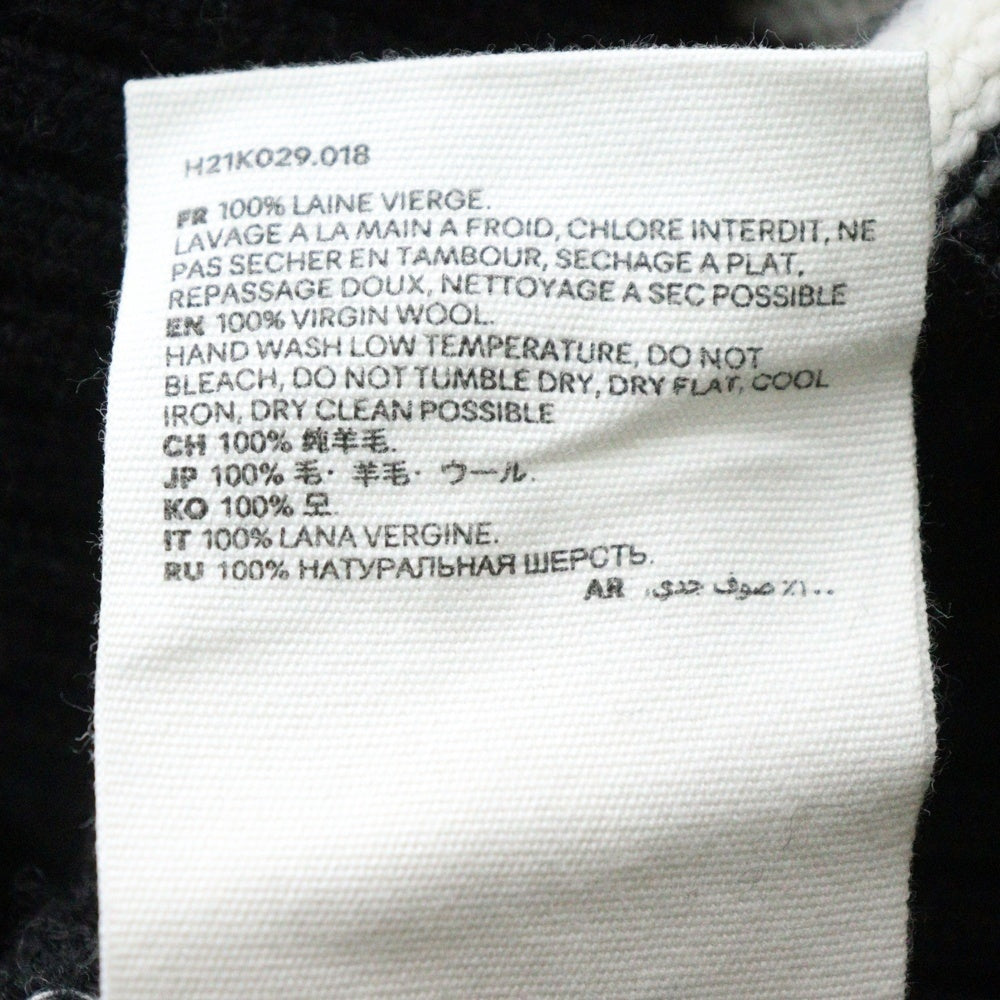 H21K029.018
FR 100% LAINE VIERGE.
LAVAGE A LA MAIN A FROID, CHLORE INTERDIT, NE
PAS SECHER EN TAMBOUR, SECHAGE A PLAT,
REPASSAGE DOUX, NETTOYAGE A SEC POSSIBLE
EN 100% VIRGIN WOOL.
HAND WASH LOW TEMPERATURE, DO NOT
BLEACH, DO NOT TUMBLE DRY, DRY FLAT, COOL
IRON, DRY CLEAN POSSIBLE
CH 100% 纯羊毛.
JP 100% 毛· 羊毛· ウール.
KO 100% 모.
IT 100% LANA VERGINE.
RU 100% НАТУРАЛЬНАЯ ШЕРСТЬ.
AR ١٠٠٪ صوف جدي.